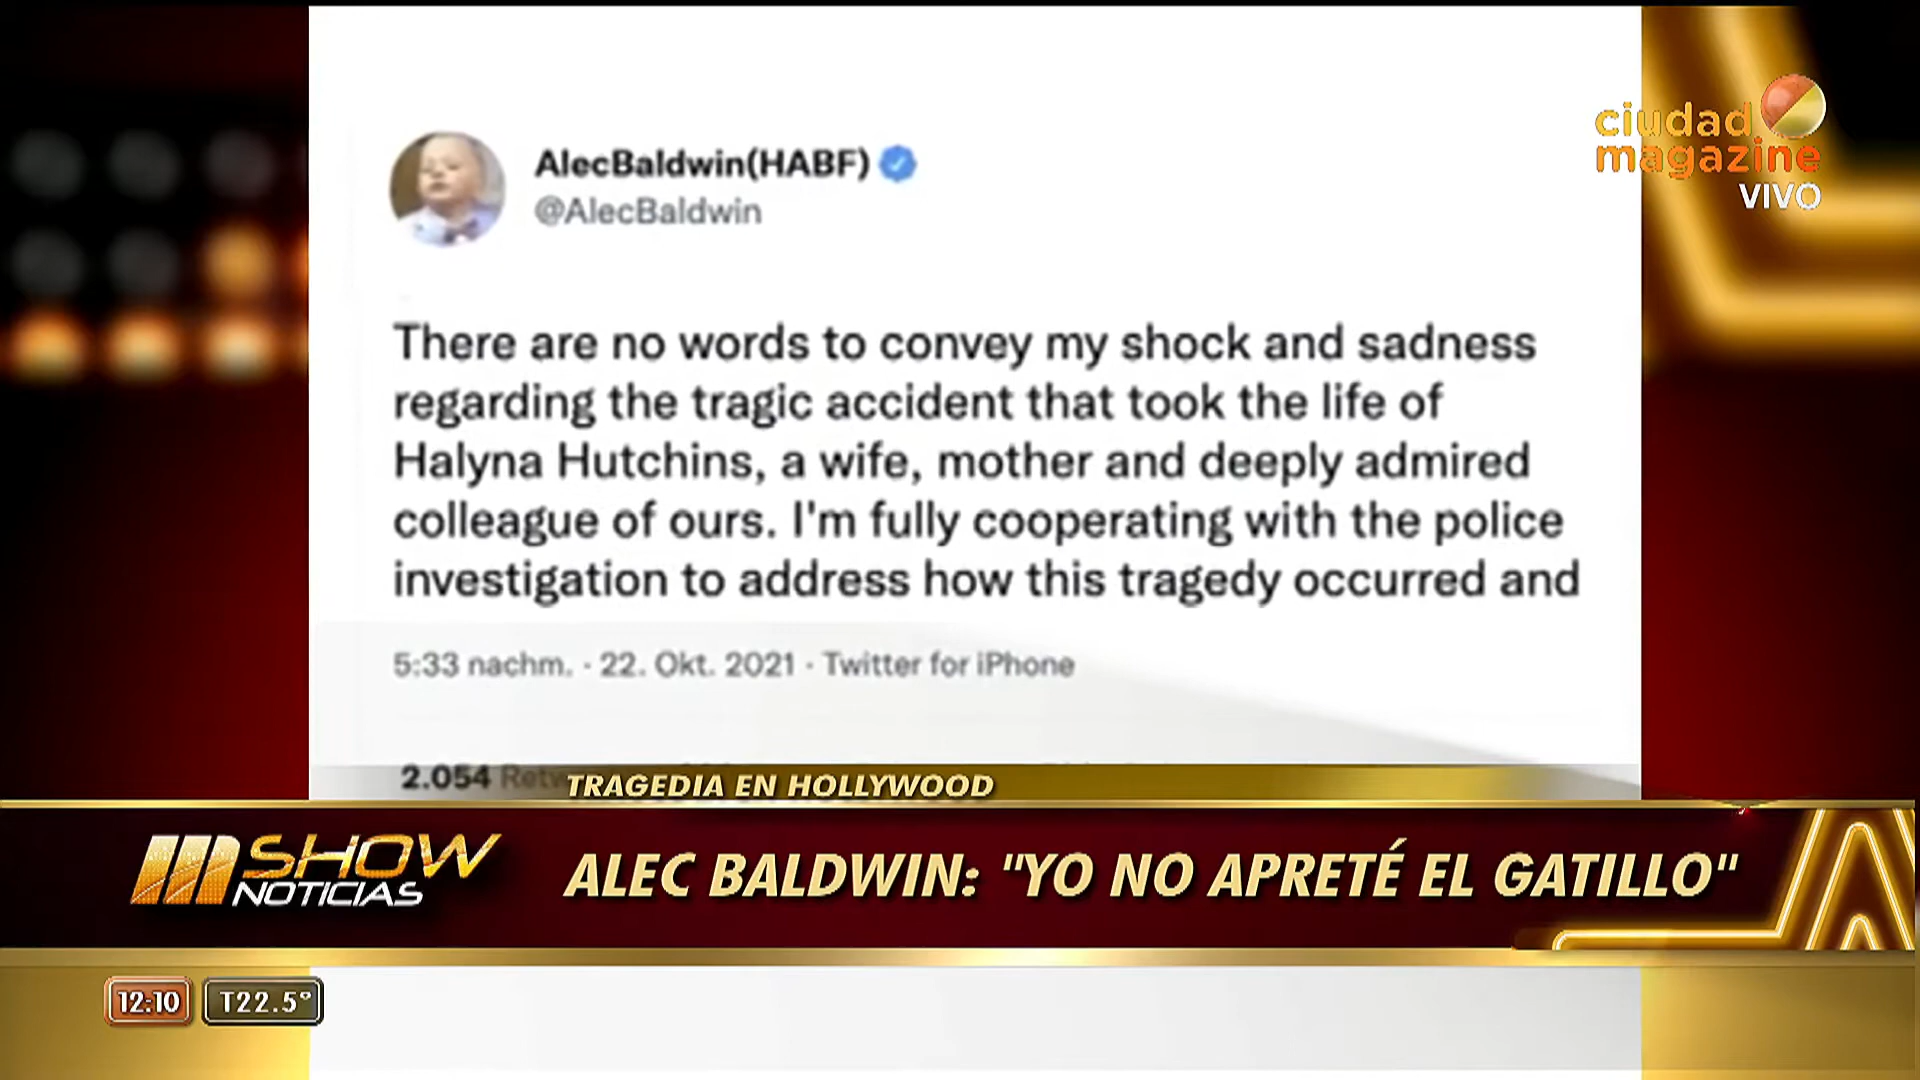 ciudad
magazine
VIVO
AlecBaldwin(HABF)
@AlecBaldwin
There are no words to convey my shock and sadness
regarding the tragic accident that took the life of
Halyna Hutchins, a wife, mother and deeply admired
colleague of ours. I'm fully cooperating with the police
investigation to address how this tragedy occurred and
5:33 nachm. · 22. Okt. 2021 · Twitter for iPhone
2.054
TRAGEDIA EN HOLLYWOOD
SHOW
NOTICIAS
ALEC BALDWIN: "YO NO APRETÉ EL GATILLO"
12:10 T22.5°